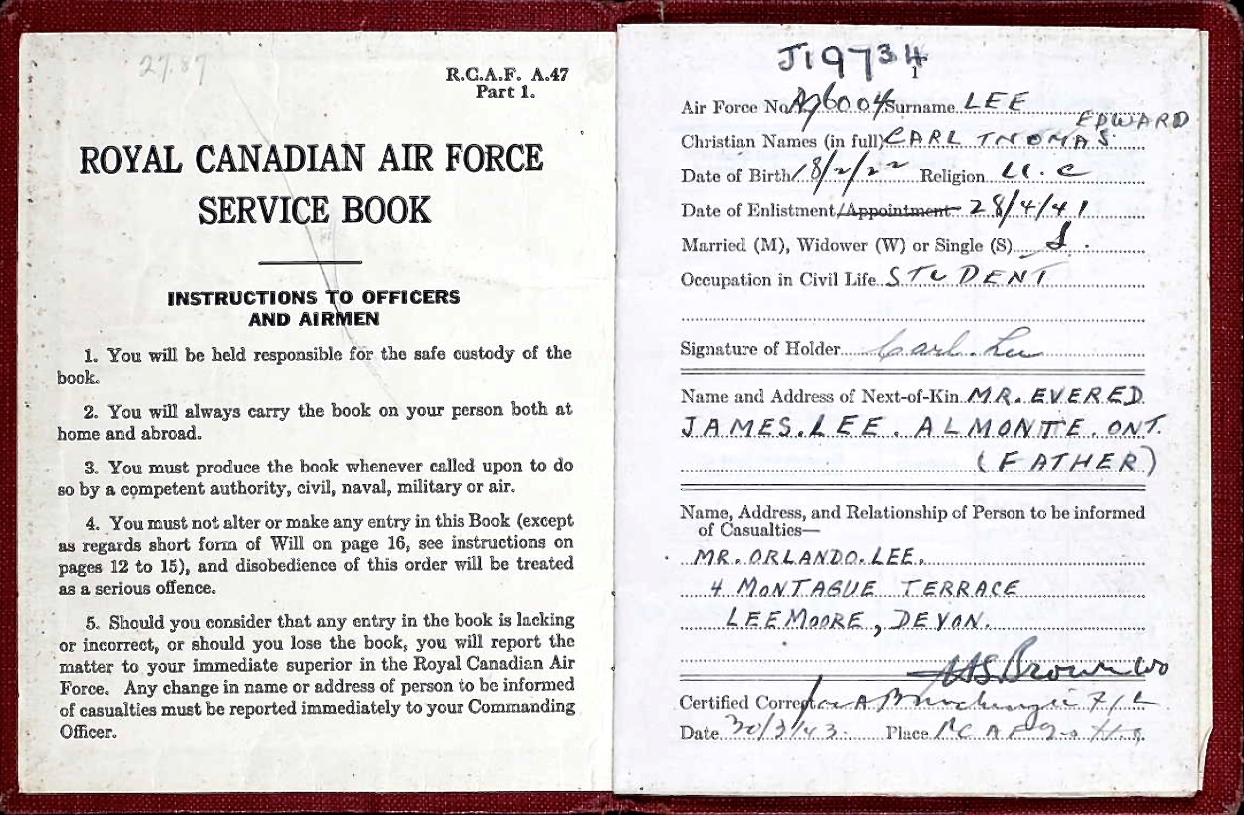 27.87
R.C.A.F. A.47
Part 1.
ROYAL CANADIAN AIR FORCE
SERVICE BOOK
INSTRUCTIONS TO OFFICERS
AND AIRMEN
1. You will be held responsible for the safe custody of the
book.
2. You will always carry the book on your person both at
home and abroad.
3. You must produce the book whenever called upon to do
so by a competent authority, civil, naval, military or air.
4. You must not alter or make any entry in this Book (except
as regards short form of Will on page 16, see instructions on
pages 12 to 15), and disobedience of this order will be treated
as a serious offence.
5. Should you consider that any entry in the book is lacking
or incorrect, or should you lose the book, you will report the
matter to your immediate superior in the Royal Canadian Air
Force. Any change in name or address of person to be informed
of casualties must be reported immediately to your Commanding
Officer.
J19734
1
Air Force No. Surname LEE
EDWARD
Christian Names (in full) CARL THOMAS
Date of Birth 18/2/22 Religion U.C
Date of Enlistment/Appointment 28/4/41
Married (M), Widower (W) or Single (S) S.
Occupation in Civil Life STUDENT
Signature of Holder Carl Lee
Name and Address of Next-of-Kin MR. EVERED
JAMES. LEE. ALMONTE. ONT.
(FATHER)
Name, Address, and Relationship of Person to be informed
of Casualties—
MR. ORLANDO. LEE.
4 MONTAGUE TERRACE
LEEMOORE, DEVON.
Brown WO
Certified Correct F/L
Date 30/3/43. Place RCAF